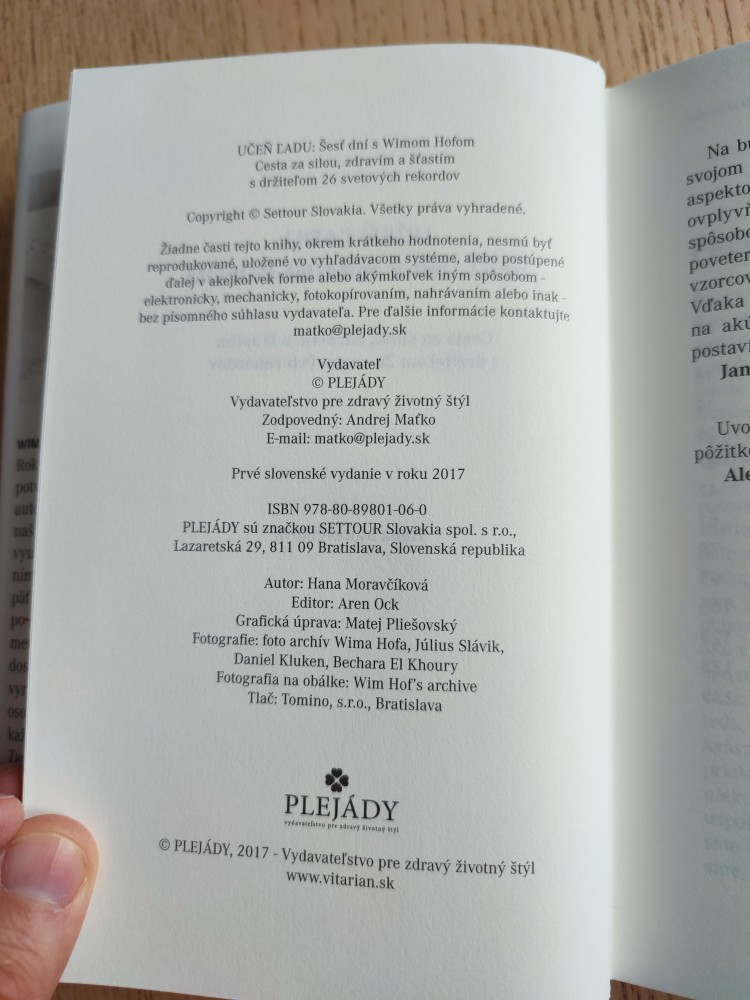 UČEŇ ĽADU: Šesť dní s Wimom Hofom
Cesta za silou, zdravím a šťastím
s držiteľom 26 svetových rekordov
Copyright © Settour Slovakia. Všetky práva vyhradené.
Žiadne časti tejto knihy, okrem krátkeho hodnotenia, nesmú byť
reprodukované, uložené vo vyhľadávacom systéme, alebo postúpené
ďalej v akejkoľvek forme alebo akýmkoľvek iným spôsobom -
elektronicky, mechanicky, fotokopírovaním, nahrávaním alebo inak -
bez písomného súhlasu vydavateľa. Pre ďalšie informácie kontaktujte
matko@plejady.sk
Vydavateľ
© PLEJÁDY
Vydavateľstvo pre zdravý životný štýl
Zodpovedný: Andrej Maťko
E-mail: matko@plejady.sk
Prvé slovenské vydanie v roku 2017
ISBN 978-80-89801-06-0
PLEJÁDY sú značkou SETTOUR Slovakia spol. s r.o.,
Lazaretská 29, 811 09 Bratislava, Slovenská republika
Autor: Hana Moravčíková
Editor: Aren Ock
Grafická úprava: Matej Pliešovský
Fotografie: foto archív Wima Hofa, Július Slávik,
Daniel Kluken, Bechara El Khoury
Fotografia na obálke: Wim Hof's archive
Tlač: Tomino, s.r.o., Bratislava
PLEJÁDY
vydavateľstvo pre zdravý životný štýl
© PLEJÁDY, 2017 - Vydavateľstvo pre zdravý životný štýl
www.vitarian.sk
Na
svojom
aspekto
ovplyvň
spôsobo
poveter
vzorcov
Vďaka
na akú
postavi
Jan
Uvo
pôžitk
Ale